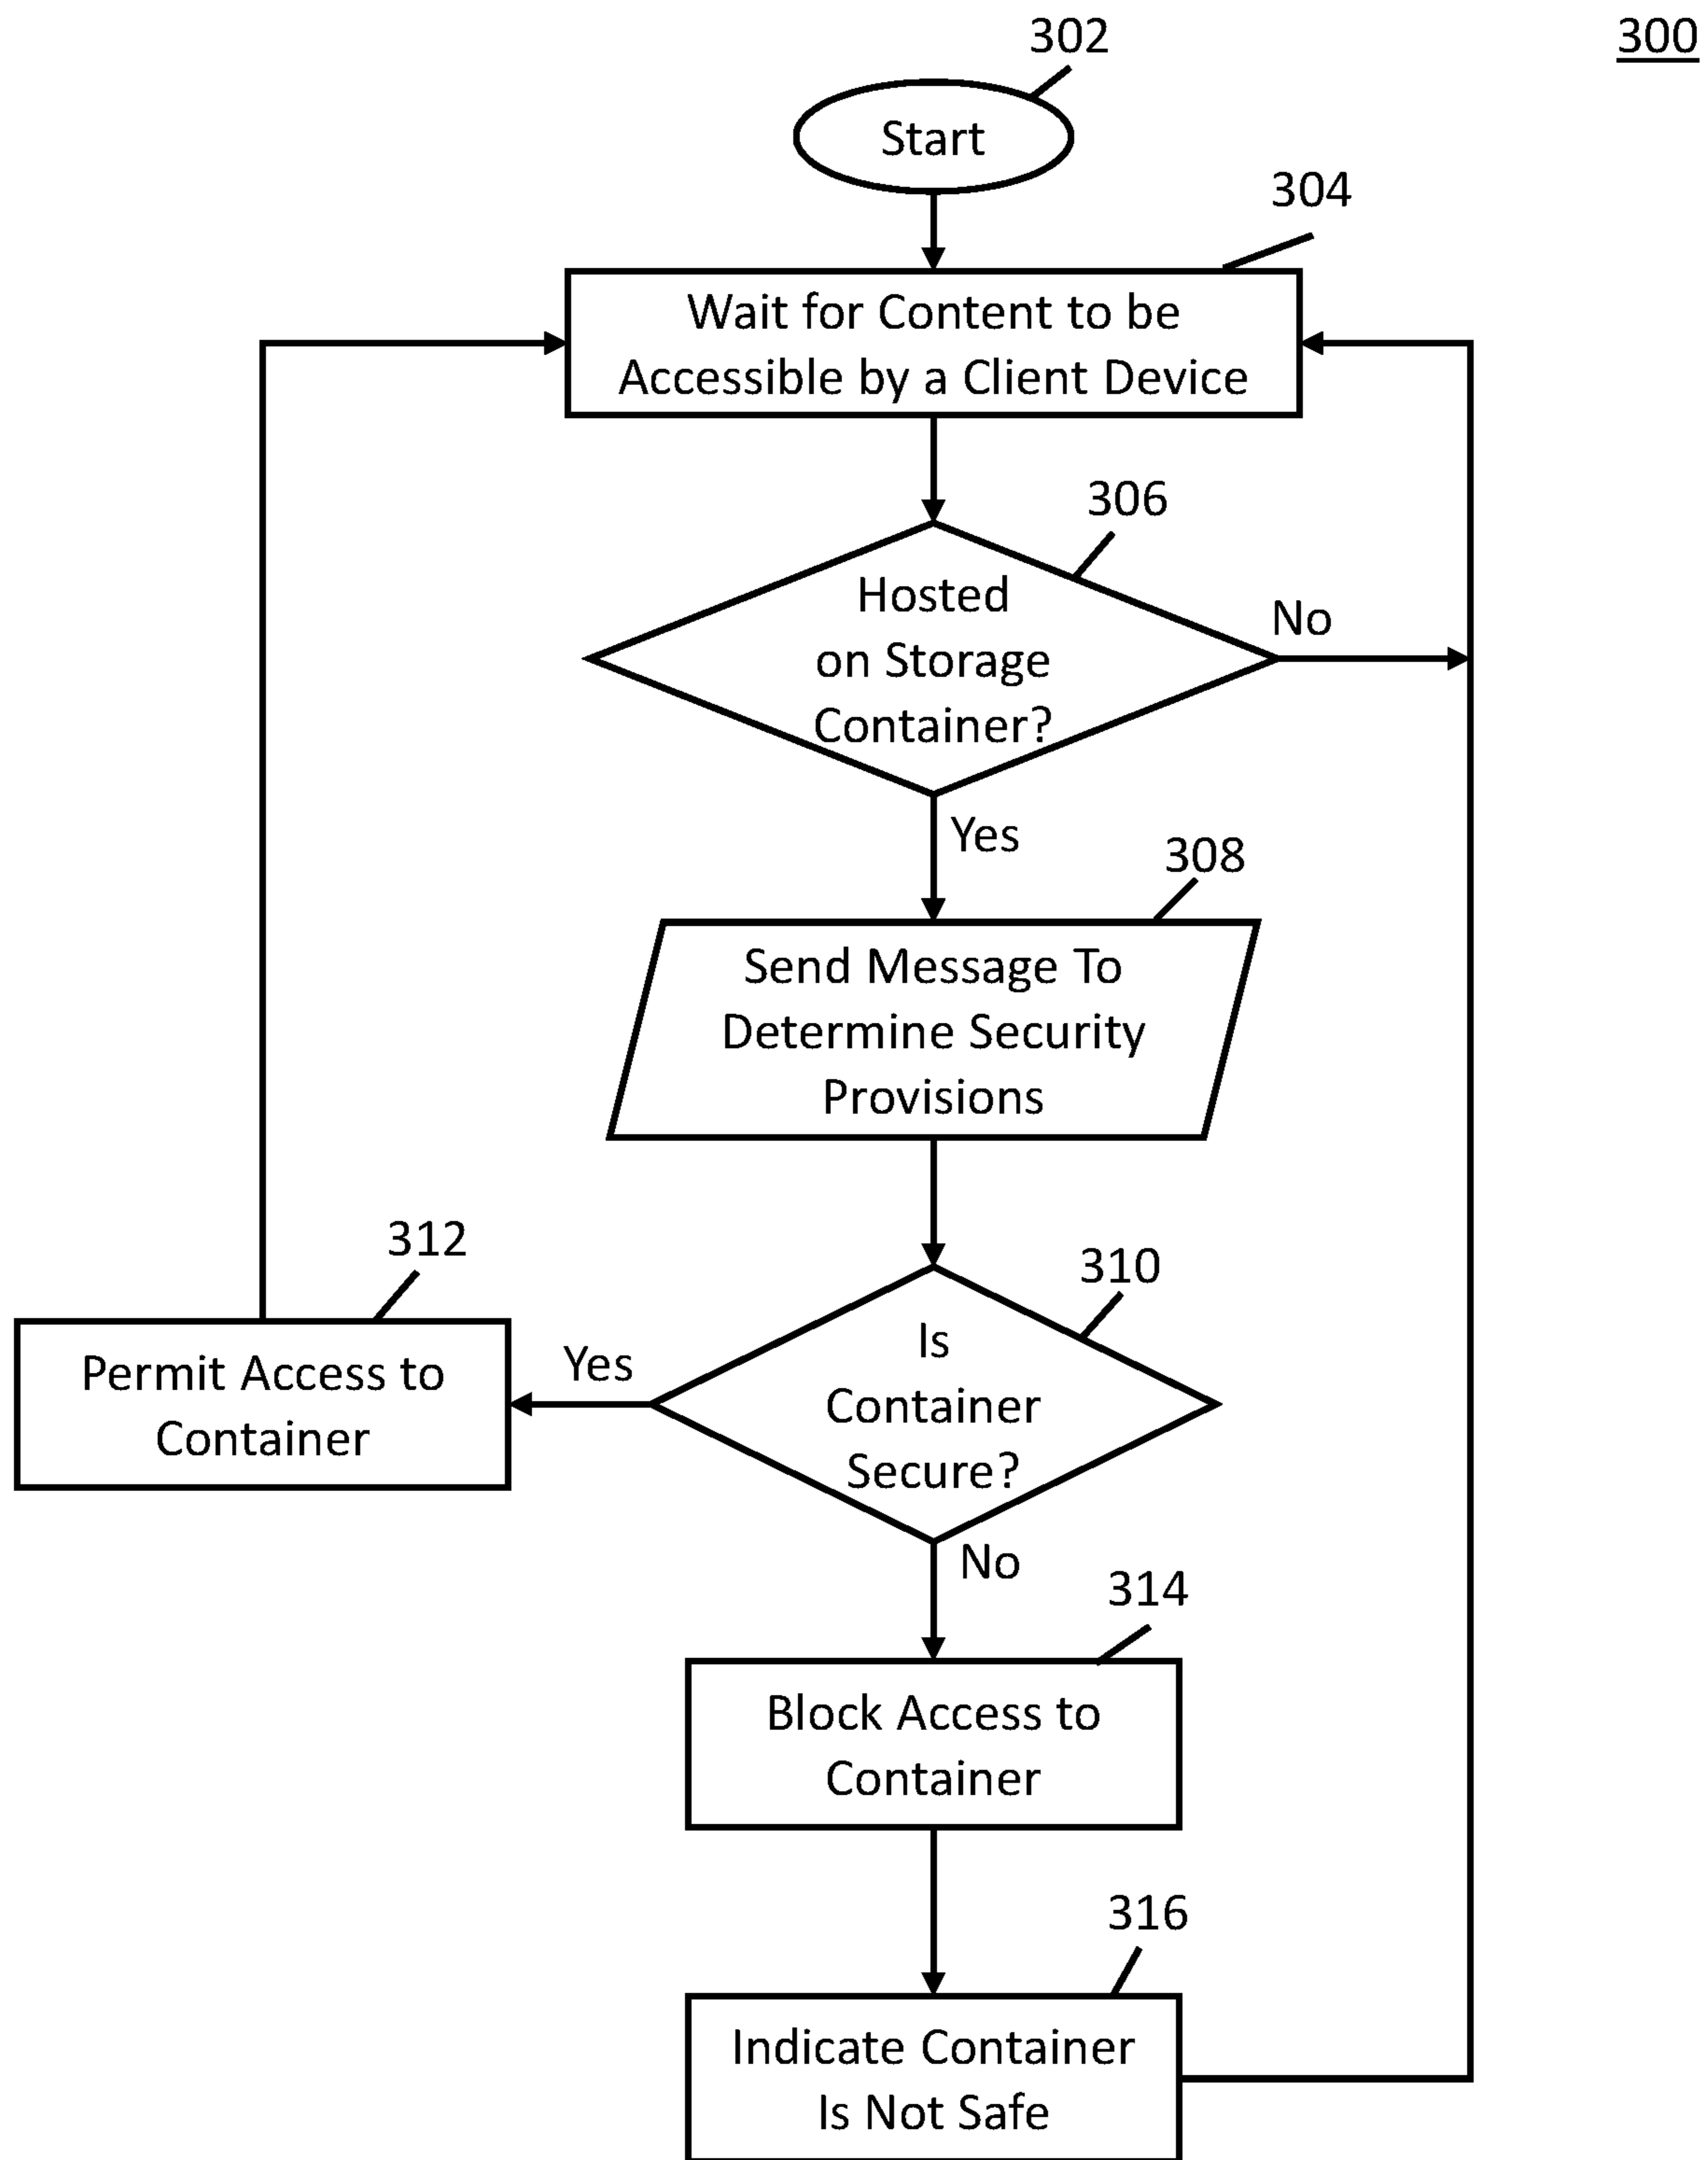 302
300
Start
304
Wait for Content to be
Accessible by a Client Device
306
Hosted
on Storage
Container?
No
Yes
308
Send Message To
Determine Security
Provisions
312
310
Permit Access to
Container
Yes
Is
Container
Secure?
No
314
Block Access to
Container
316
Indicate Container
Is Not Safe